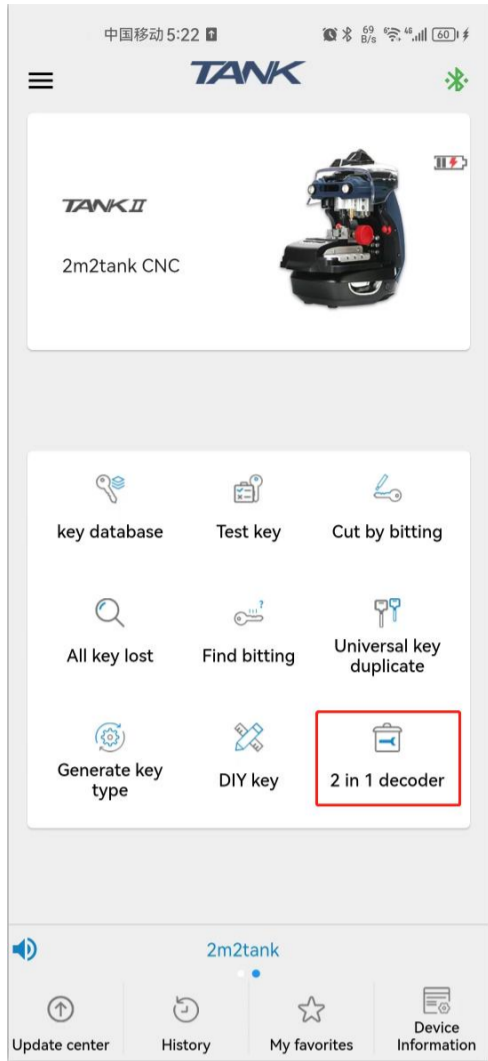 中国移动 5:22
69 B/s 60
TANK
TANK II
2m2tank CNC
key database
Test key
Cut by bitting
All key lost
Find bitting
Universal key
duplicate
Generate key
type
DIY key
2 in 1 decoder
2m2tank
Update center
History
My favorites
Device
Information